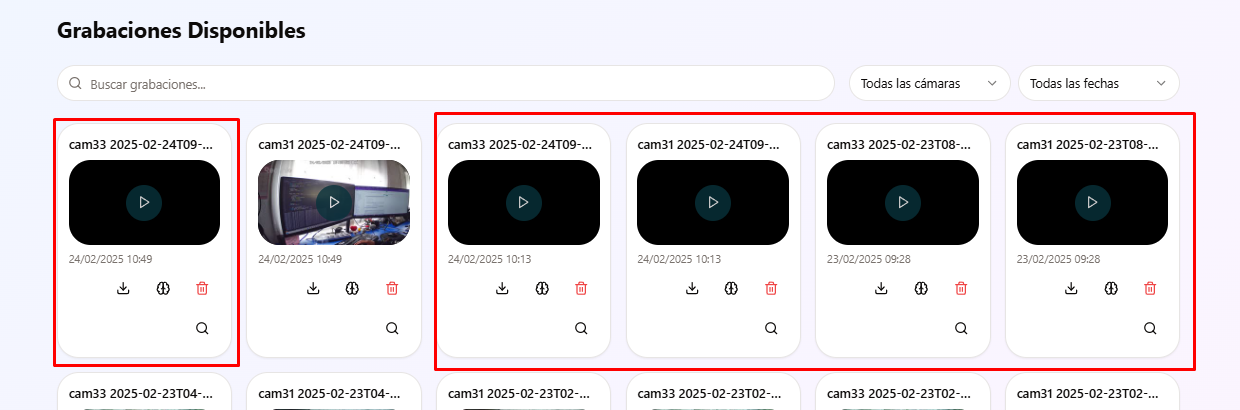 Grabaciones Disponibles
Buscar grabaciones...
Todas las cámaras
Todas las fechas
cam33 2025-02-24T09-...
cam31 2025-02-24T09-...
cam33 2025-02-24T09-...
cam31 2025-02-24T09-...
cam33 2025-02-23T08-...
cam31 2025-02-23T08-...
24/02/2025 10:49
24/02/2025 10:49
24/02/2025 10:13
24/02/2025 10:13
23/02/2025 09:28
23/02/2025 09:28
cam33 2025-02-23T04-...
cam31 2025-02-23T04-...
cam31 2025-02-23T02-...
cam33 2025-02-23T02-...
cam33 2025-02-23T02-...
cam31 2025-02-23T02-...